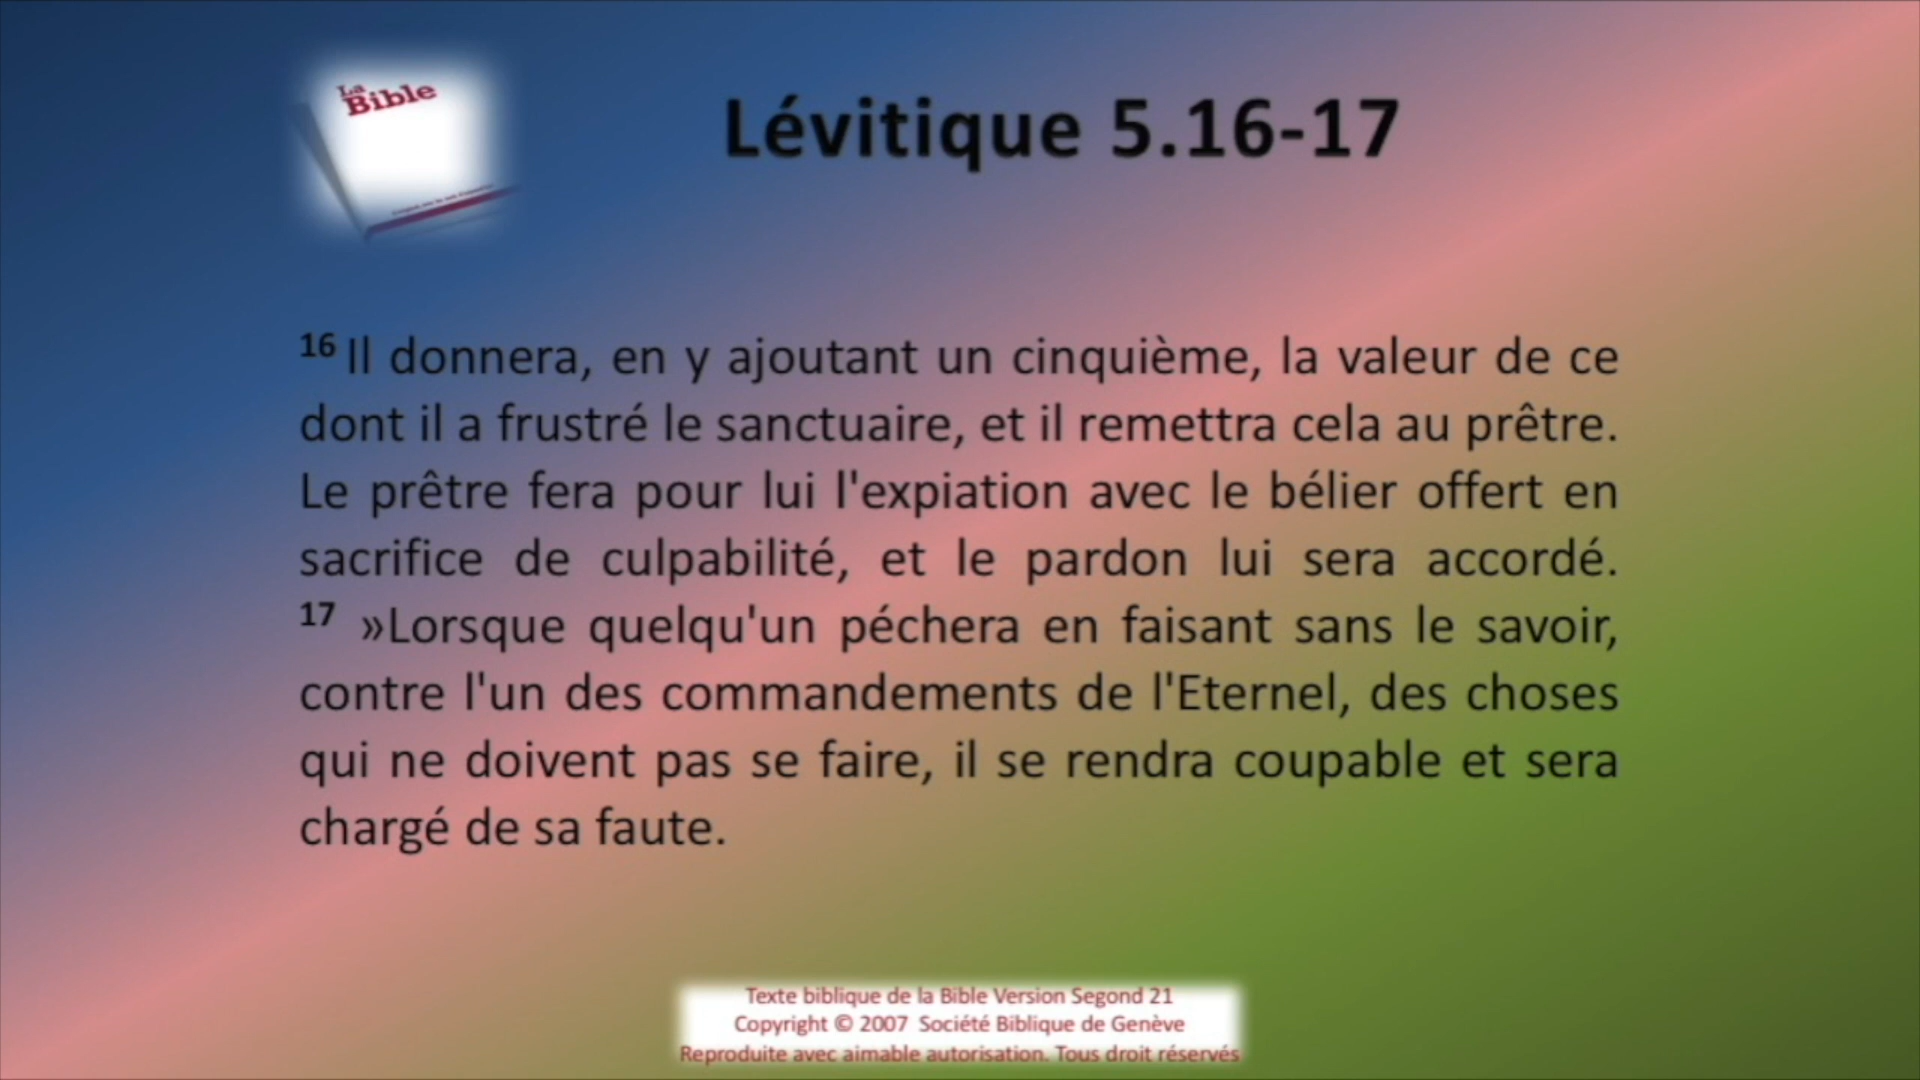 La
Bible
Lévitique 5.16-17
16 Il donnera, en y ajoutant un cinquième, la valeur de ce
dont il a frustré le sanctuaire, et il remettra cela au prêtre.
Le prêtre fera pour lui l'expiation avec le bélier offert en
sacrifice de culpabilité, et le pardon lui sera accordé.
17 »Lorsque quelqu'un péchera en faisant sans le savoir,
contre l'un des commandements de l'Eternel, des choses
qui ne doivent pas se faire, il se rendra coupable et sera
chargé de sa faute.
Texte biblique de la Bible Version Segond 21
Copyright © 2007 Société Biblique de Genève
Reproduite avec aimable autorisation. Tous droit réservés